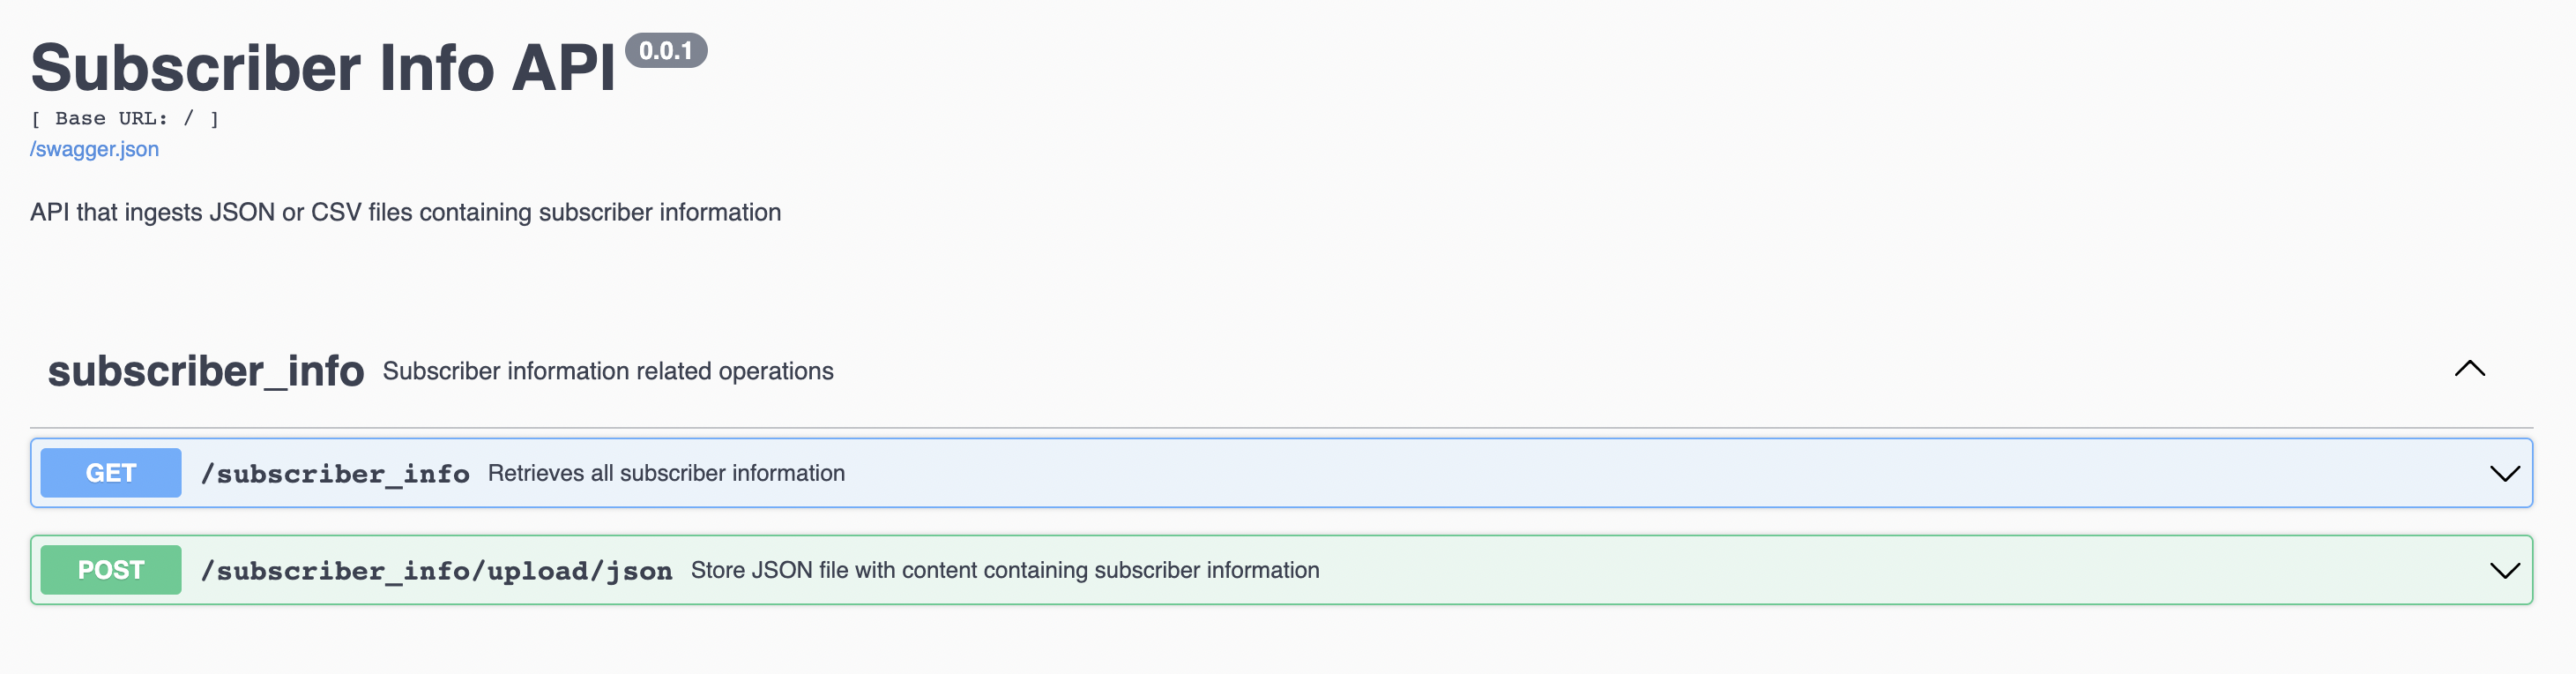 Subscriber Info API 0.0.1
[ Base URL: / ]
/swagger.json
API that ingests JSON or CSV files containing subscriber information
subscriber_info Subscriber information related operations
GET /subscriber_info Retrieves all subscriber information
POST /subscriber_info/upload/json Store JSON file with content containing subscriber information